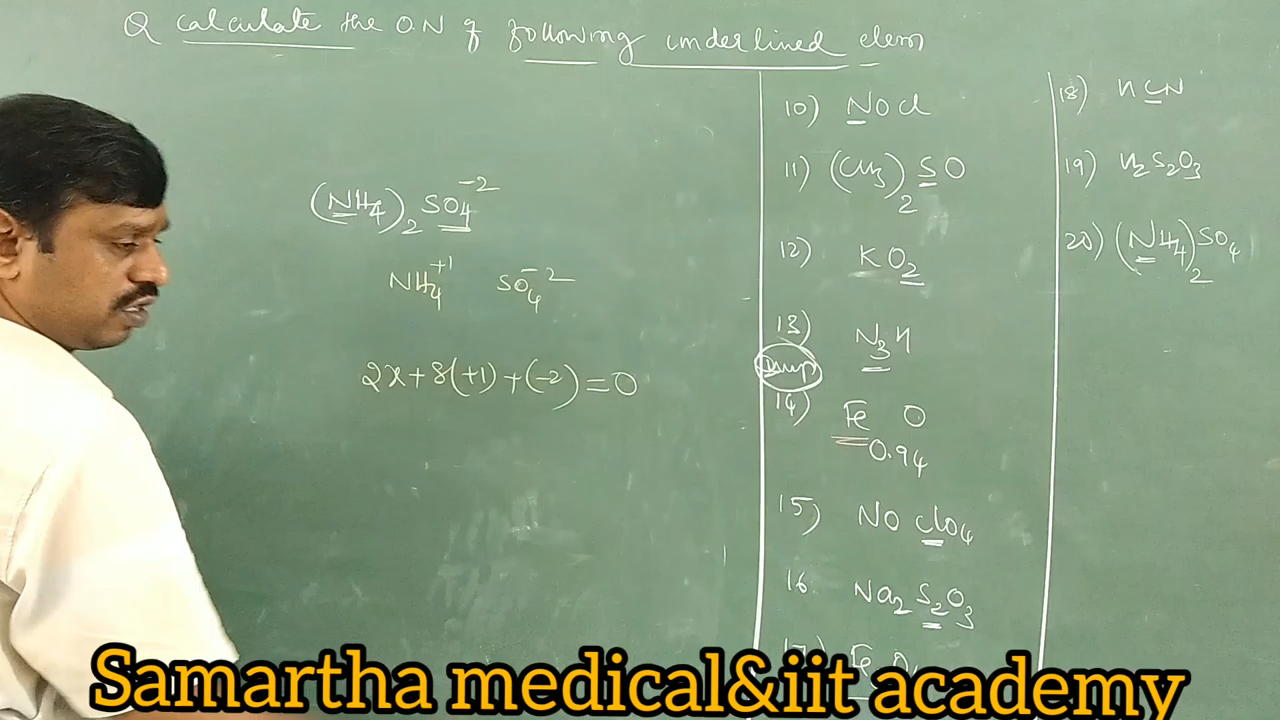 Q calculate the O.N of following underlined elem
(NH4)2 SO4^-2
NH4^+1 SO4^-2
2x+8(+1)+(-2)=0
10) NOCl
11) (CH3)2 SO
12) KO2
13) N3H
14) Fe0.94 O
15) NO ClO4
16. Na2 S2O3
17) Fe O
18) HCN
19) H2S2O3
20) (NH4)2 SO4
Samartha medical&iit academy